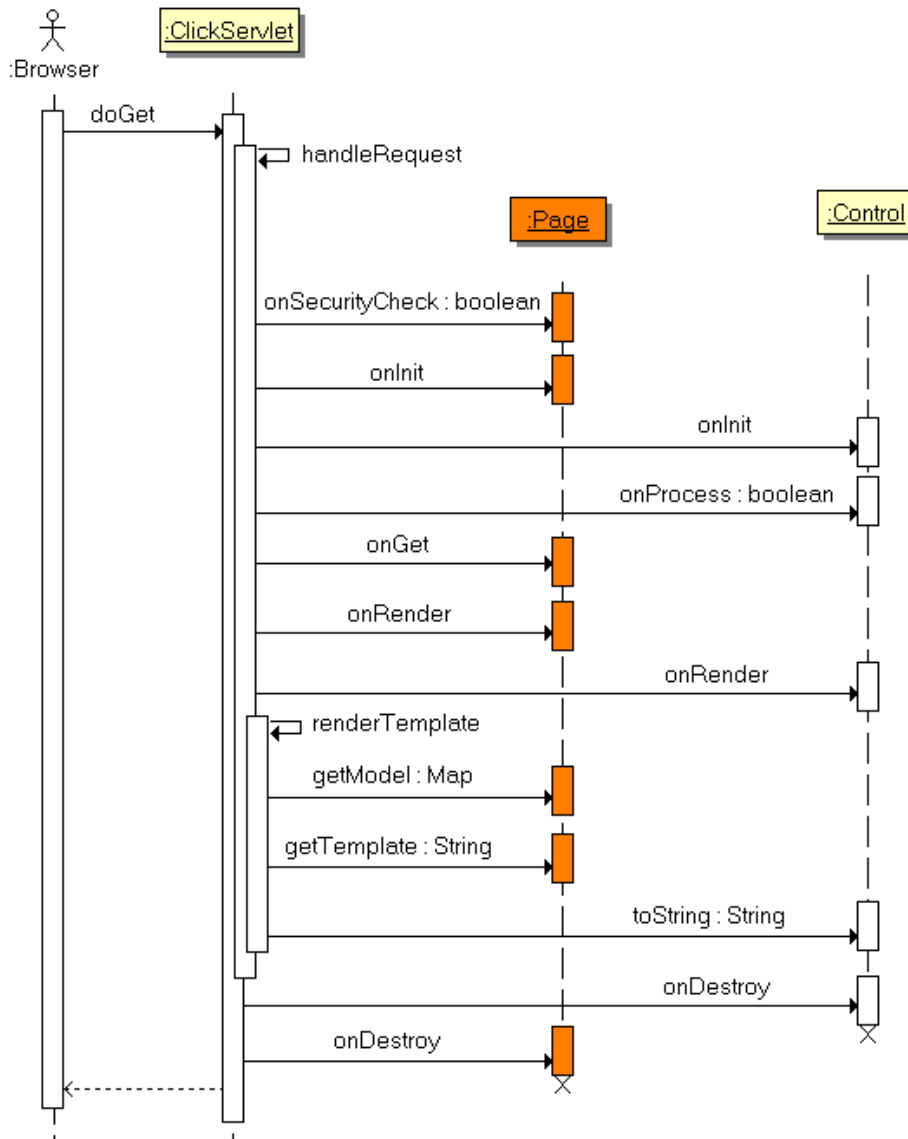 :ClickServlet
:Browser
doGet
handleRequest
:Page
:Control
onSecurityCheck : boolean
onInit
onInit
onProcess : boolean
onGet
onRender
onRender
renderTemplate
getModel : Map
getTemplate : String
toString : String
onDestroy
onDestroy